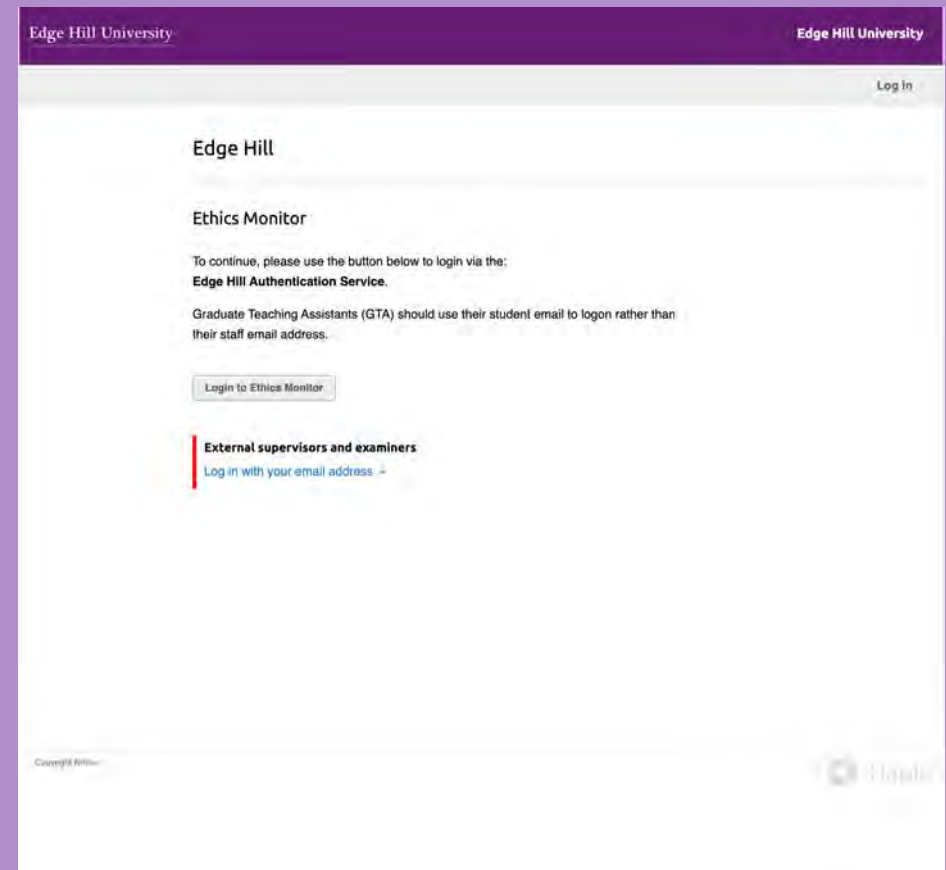 Edge Hill University
Edge Hill University
Log in
Edge Hill
Ethics Monitor
To continue, please use the button below to login via the:
Edge Hill Authentication Service.
Graduate Teaching Assistants (GTA) should use their student email to logon rather than
their staff email address.
Login to Ethics Monitor
External supervisors and examiners
Log in with your email address
Copyright